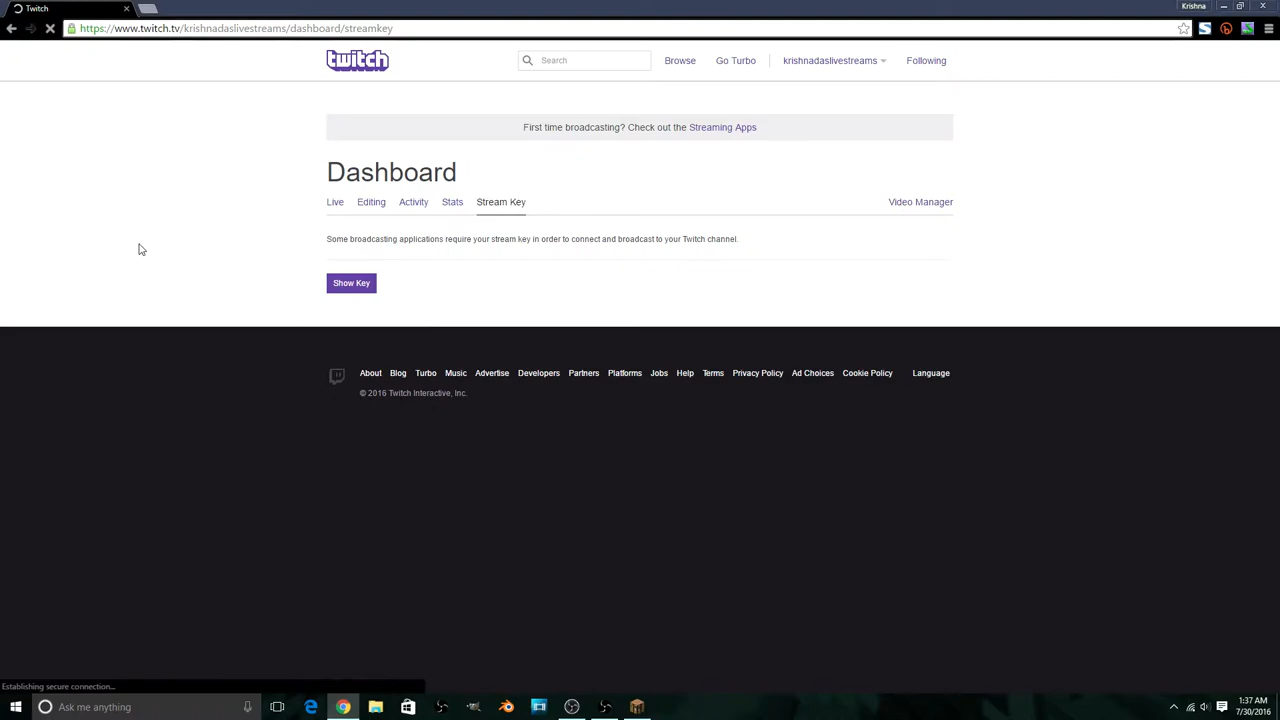 Twitch
Krishna
https://www.twitch.tv/krishnadaslivestreams/dashboard/streamkey
twitch
Search
Browse
Go Turbo
krishnadaslivestreams
Following
First time broadcasting? Check out the Streaming Apps
Dashboard
Live
Editing
Activity
Stats
Stream Key
Video Manager
Some broadcasting applications require your stream key in order to connect and broadcast to your Twitch channel.
Show Key
About Blog Turbo Music Advertise Developers Partners Platforms Jobs Help Terms Privacy Policy Ad Choices Cookie Policy Language
© 2016 Twitch Interactive, Inc.
Establishing secure connection...
Ask me anything
1:37 AM
7/30/2016